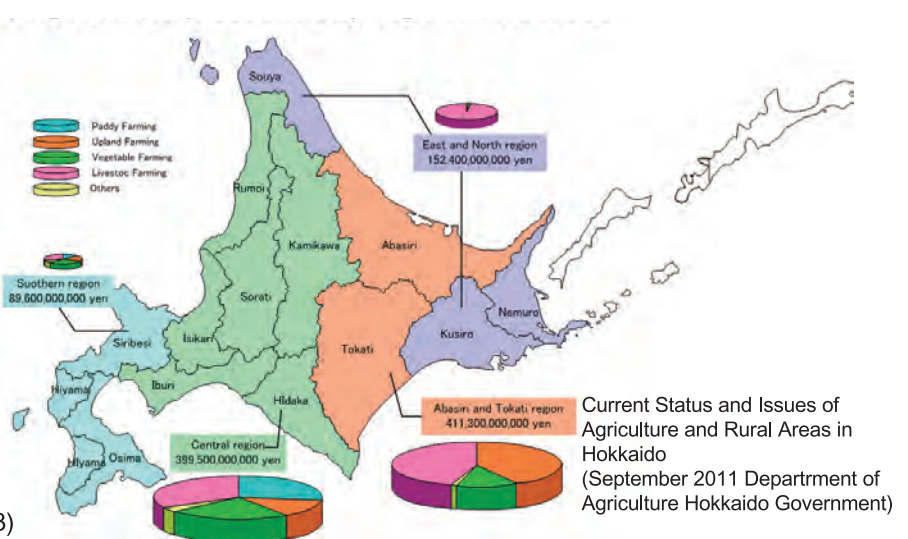 Souya
Paddy Farming
Upland Farming
Vegetable Farming
Livestoc Farming
Others
East and North region
152,400,000,000 yen
Rumoi
Kamikawa
Abasiri
Suothern region
89,600,000,000 yen
Sorati
Nemuro
Siribesi
Isikari
Kusiro
Tokati
Hiyama
Iburi
Hidaka
Abasiri and Tokati region
411,300,000,000 yen
Central region
399,500,000,000 yen
Hiyama
Osima
Current Status and Issues of
Agriculture and Rural Areas in
Hokkaido
(September 2011 Departrment of
Agriculture Hokkaido Government)
3)